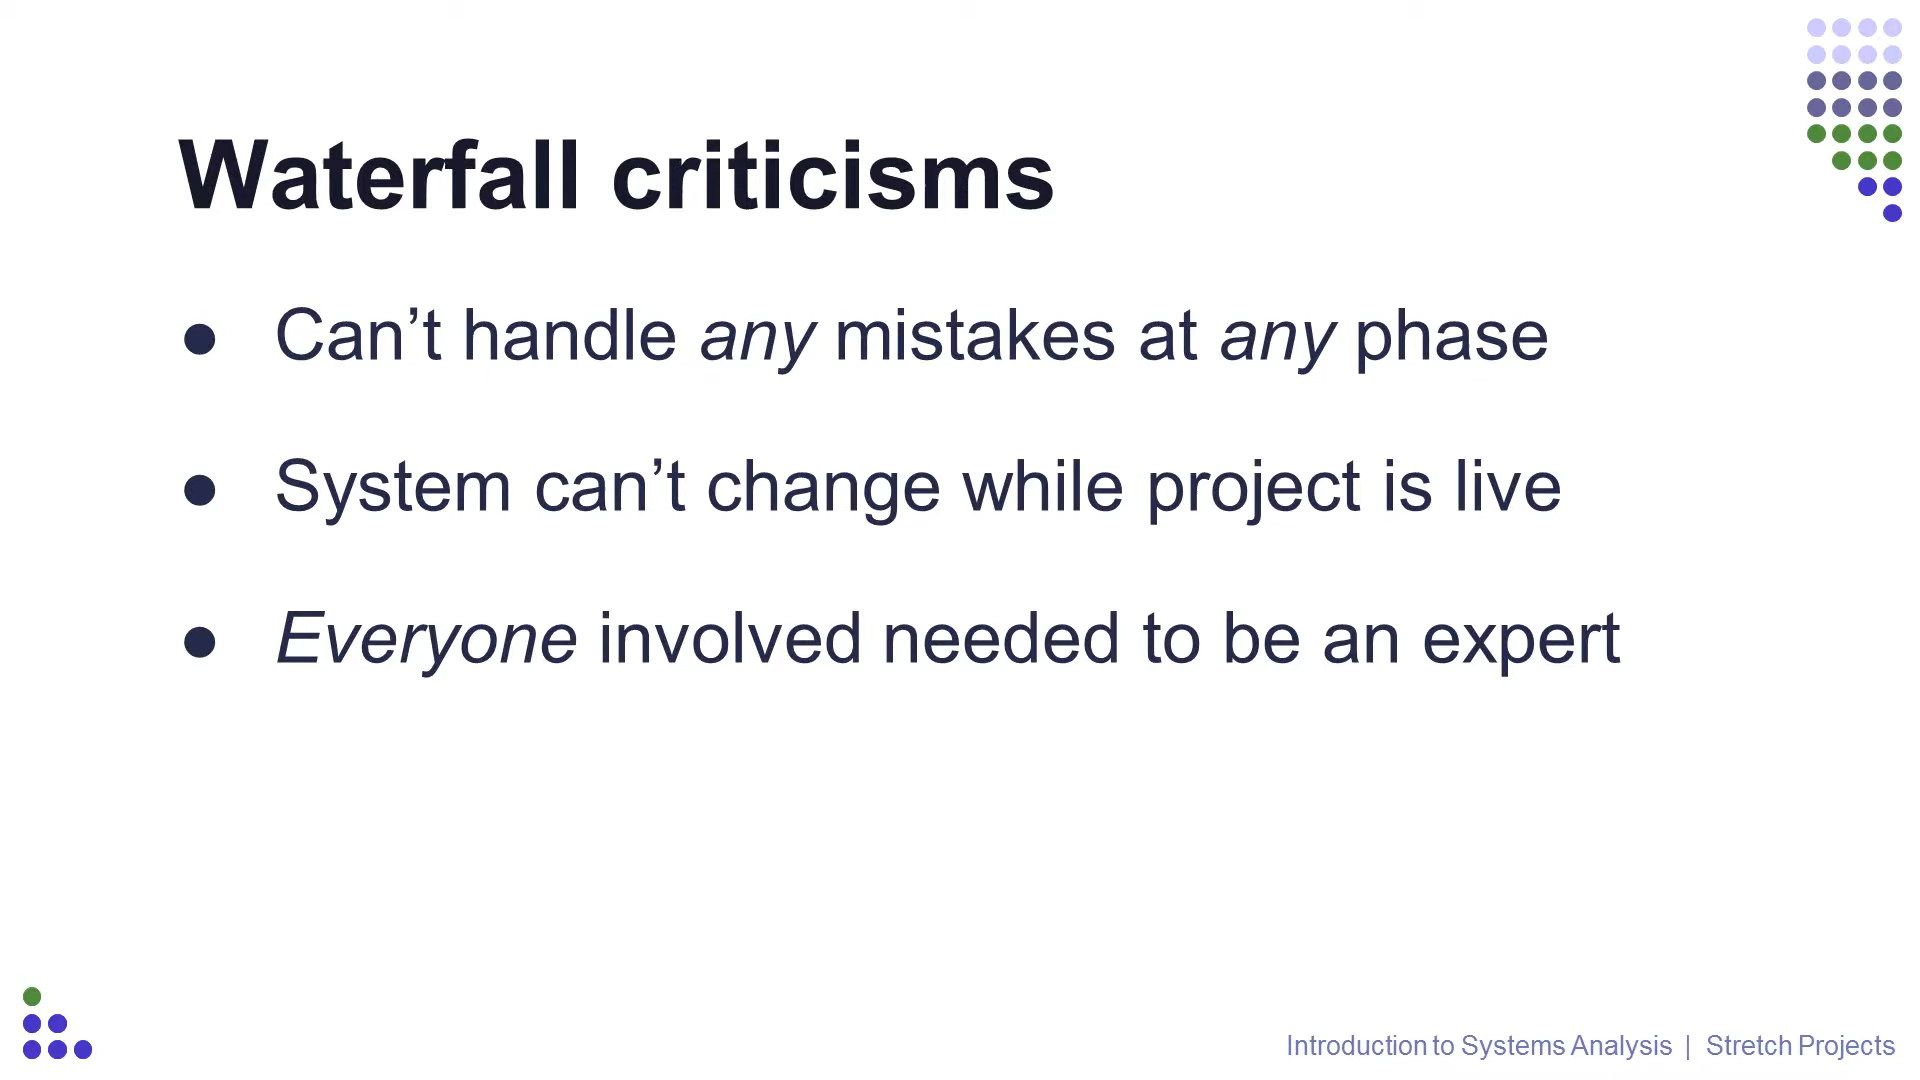 Waterfall criticisms
● Can’t handle any mistakes at any phase
● System can’t change while project is live
● Everyone involved needed to be an expert
Introduction to Systems Analysis | Stretch Projects